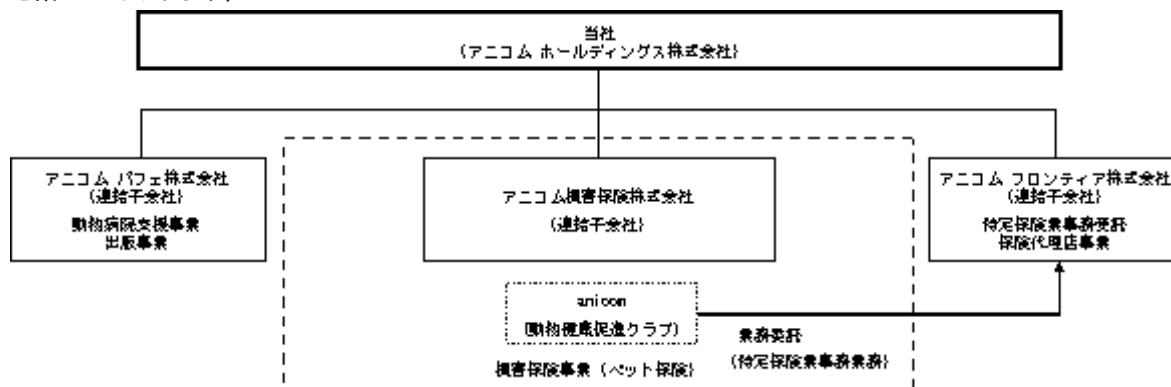 当社
(アニコム ホールディングス株式会社)
アニコム パフェ株式会社
(連結子会社)
動物病院支援事業
出版事業
アニコム損害保険株式会社
(連結子会社)
アニコム フロンティア株式会社
(連結子会社)
特定保険業事務受託
保険代理店事業
anicom
(動物健康促進クラブ)
業務委託
(特定保険業事務業務)
損害保険事業(ペット保険)